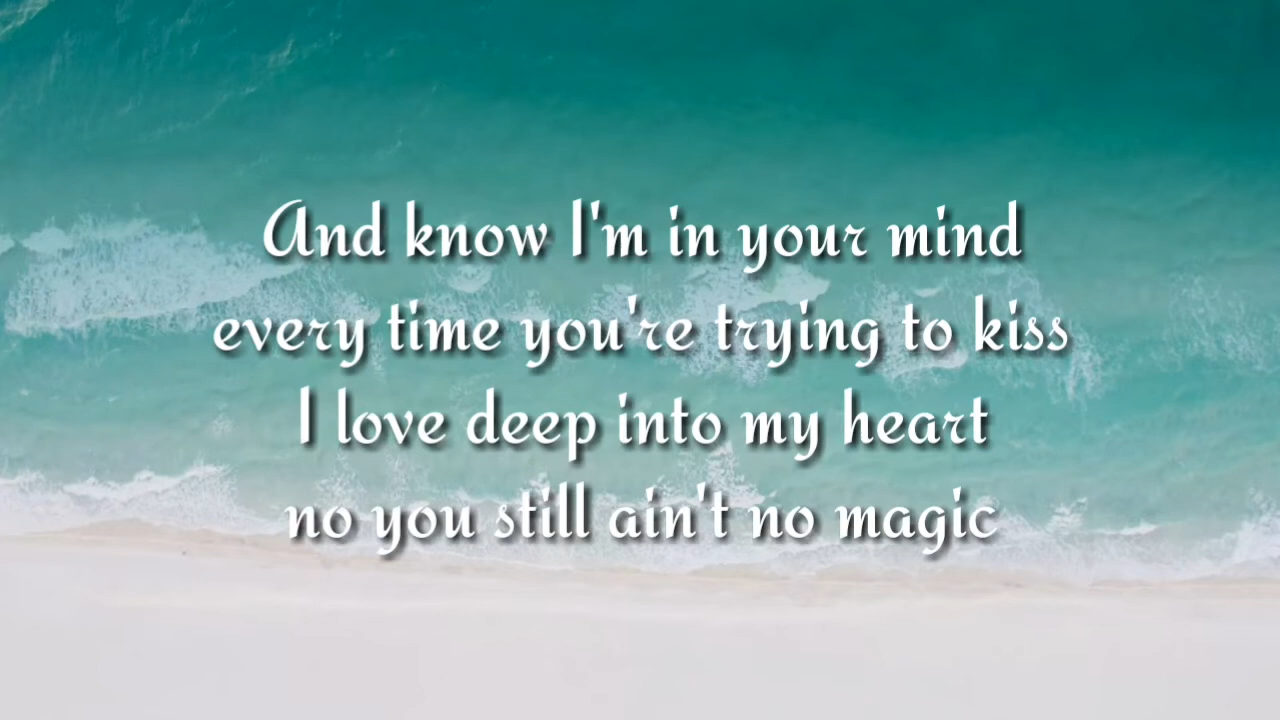 And know I'm in your mind
every time you're trying to kiss
I love deep into my heart
no you still ain't no magic